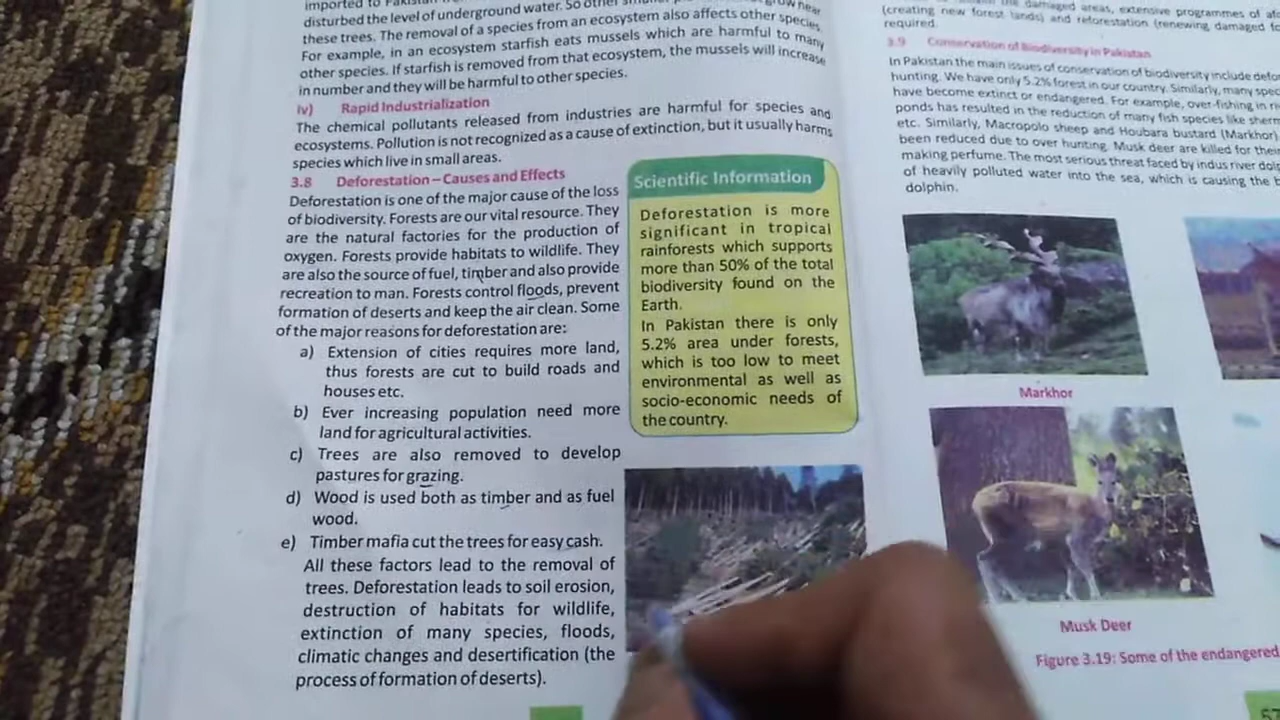 imported to Pakistan
disturbed the level of underground water. So other
these trees. The removal of a species from an ecosystem also affects other species.
For example, in an ecosystem starfish eats mussels which are harmful to many
other species. If starfish is removed from that ecosystem, the mussels will increase
in number and they will be harmful to other species.
iv) Rapid Industrialization
The chemical pollutants released from industries are harmful for species and
ecosystems. Pollution is not recognized as a cause of extinction, but it usually harms
species which live in small areas.
3.8 Deforestation – Causes and Effects
Deforestation is one of the major cause of the loss
of biodiversity. Forests are our vital resource. They
are the natural factories for the production of
oxygen. Forests provide habitats to wildlife. They
are also the source of fuel, timber and also provide
recreation to man. Forests control floods, prevent
formation of deserts and keep the air clean. Some
of the major reasons for deforestation are:
a) Extension of cities requires more land,
thus forests are cut to build roads and
houses etc.
b) Ever increasing population need more
land for agricultural activities.
c) Trees are also removed to develop
pastures for grazing.
d) Wood is used both as timber and as fuel
wood.
e) Timber mafia cut the trees for easy cash.
All these factors lead to the removal of
trees. Deforestation leads to soil erosion,
destruction of habitats for wildlife,
extinction of many species, floods,
climatic changes and desertification (the
process of formation of deserts).
Scientific Information
Deforestation is more
significant in tropical
rainforests which supports
more than 50% of the total
biodiversity found on the
Earth.
In Pakistan there is only
5.2% area under forests,
which is too low to meet
environmental as well as
socio-economic needs of
the country.
the damaged areas, extensive programmes of
(creating new forest lands) and reforestation (renewing damaged
required.
3.9 Conservation of Biodiversity in Pakistan
In Pakistan the main issues of conservation of biodiversity include
hunting. We have only 5.2% forest in our country. Similarly, many
have become extinct or endangered. For example, over-fishing in
ponds has resulted in the reduction of many fish species like
etc. Similarly, Macropolo sheep and Houbara bustard (Markhor)
been reduced due to over hunting. Musk deer are killed for their
making perfume. The most serious threat faced by indus river
of heavily polluted water into the sea, which is causing the
dolphin.
Markhor
Musk Deer
Figure 3.19: Some of the endangered